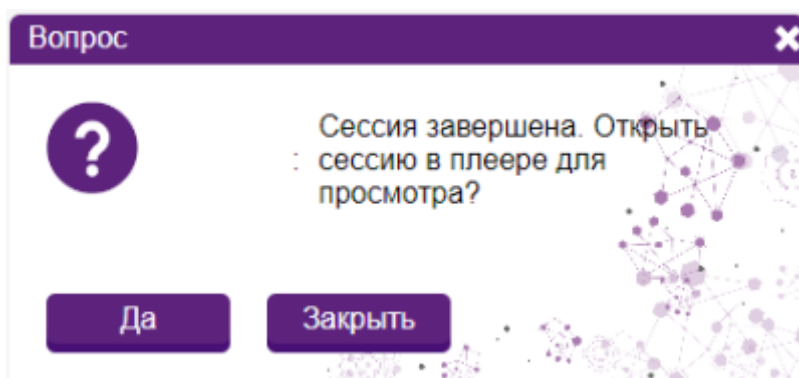 Вопрос
Сессия завершена. Открыть
: сессию в плеере для
просмотра?
Да Закрыть